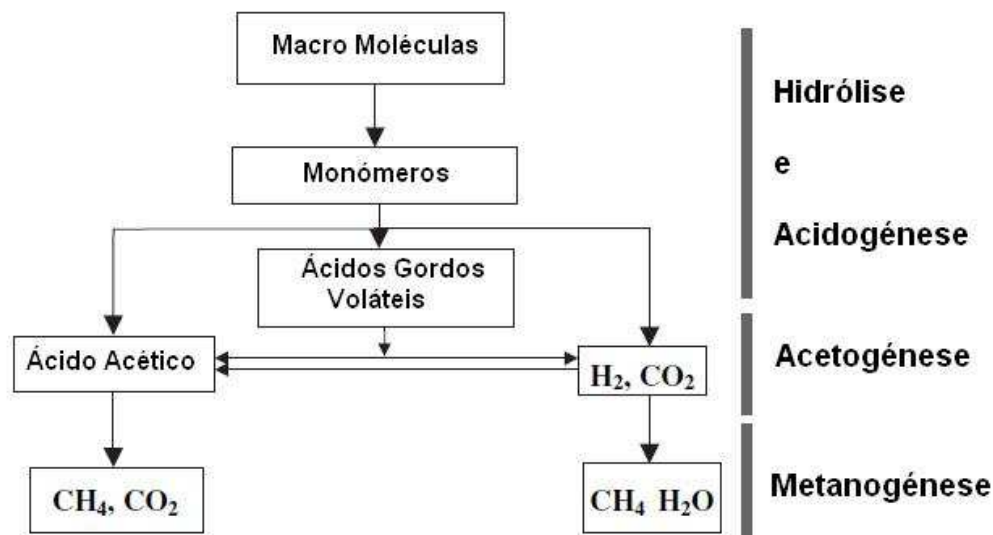 Macro Moléculas
Hidrólise
e
Acidogénese
Monómeros
Ácidos Gordos
Voláteis
Ácido Acético
H₂, CO₂
Acetogénese
CH₄, CO₂
CH₄ H₂O
Metanogénese